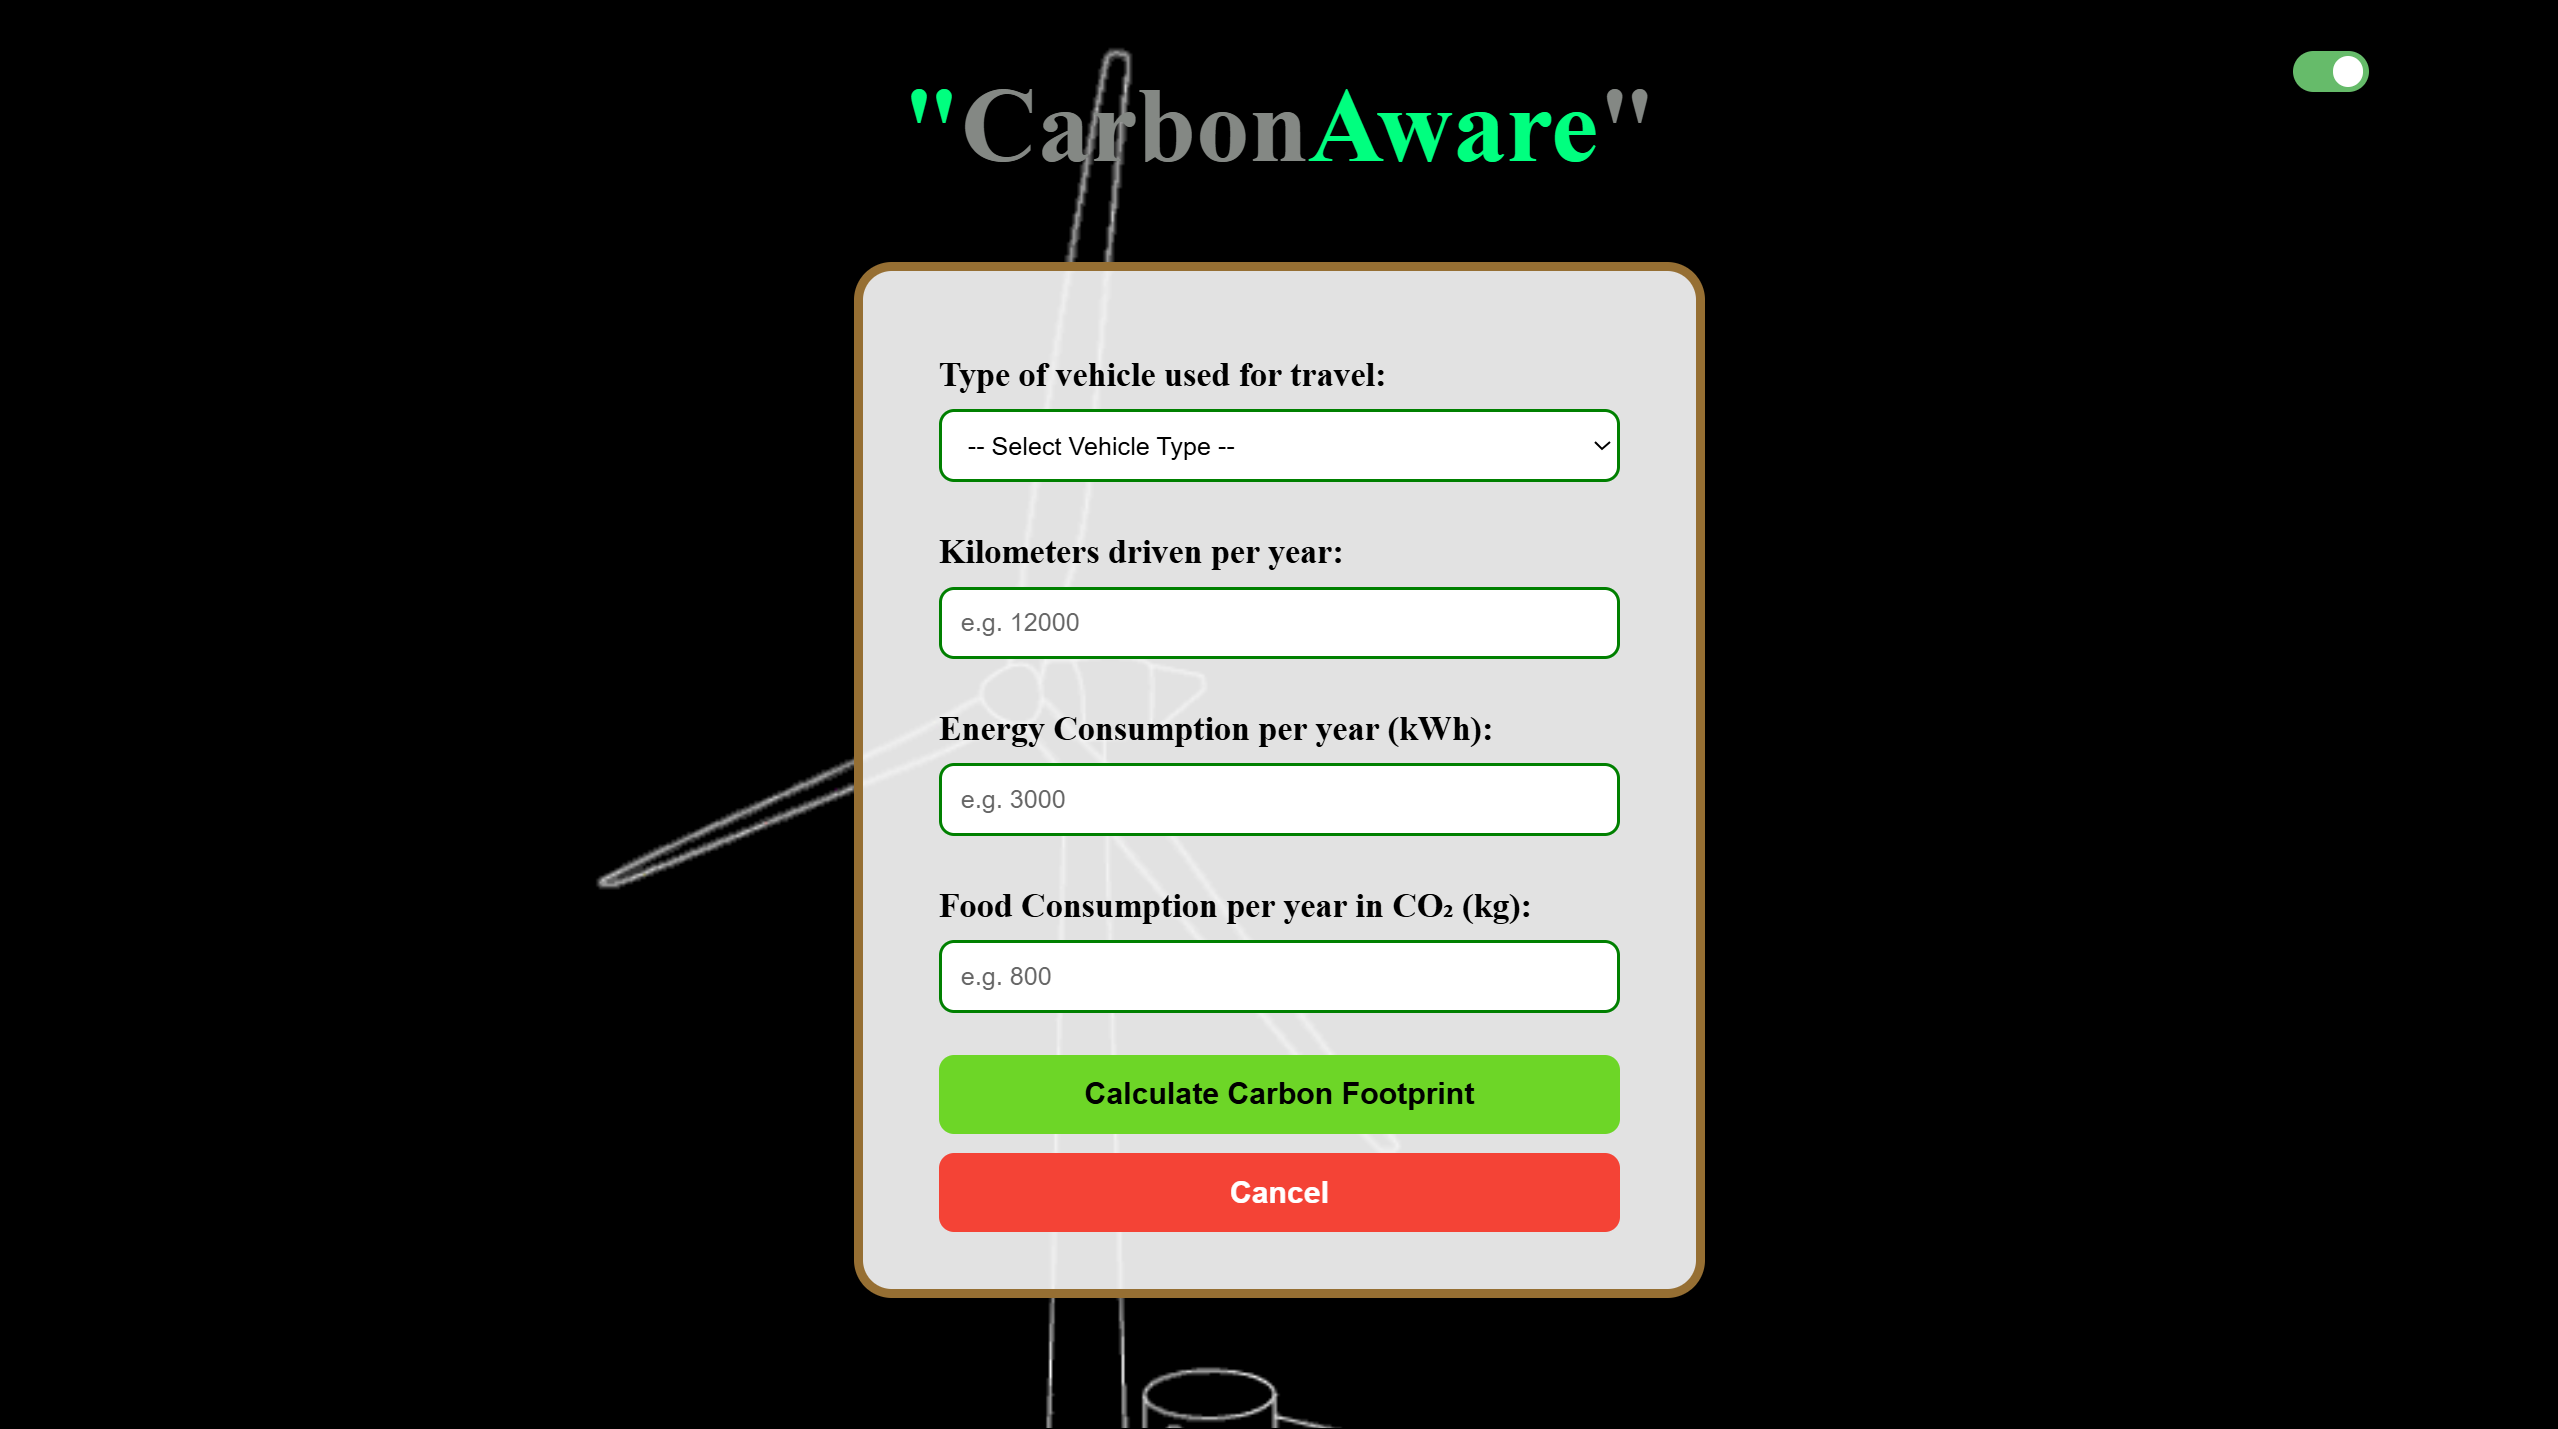 "CarbonAware"
Type of vehicle used for travel:
-- Select Vehicle Type --
Kilometers driven per year:
e.g. 12000
Energy Consumption per year (kWh):
e.g. 3000
Food Consumption per year in CO₂ (kg):
e.g. 800
Calculate Carbon Footprint
Cancel